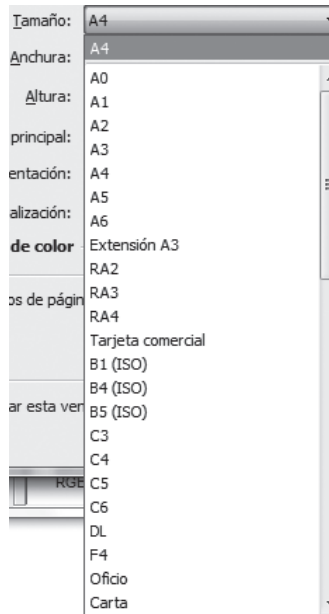 Tamaño: A4
Anchura: A4
A0
Altura: A1
A2
principal: A3
entación: A4
A5
alización: A6
de color Extensión A3
RA2
os de págin RA3
RA4
Tarjeta comercial
B1 (ISO)
B4 (ISO)
ar esta ven B5 (ISO)
C3
C4
RGB C5
C6
DL
F4
Oficio
Carta